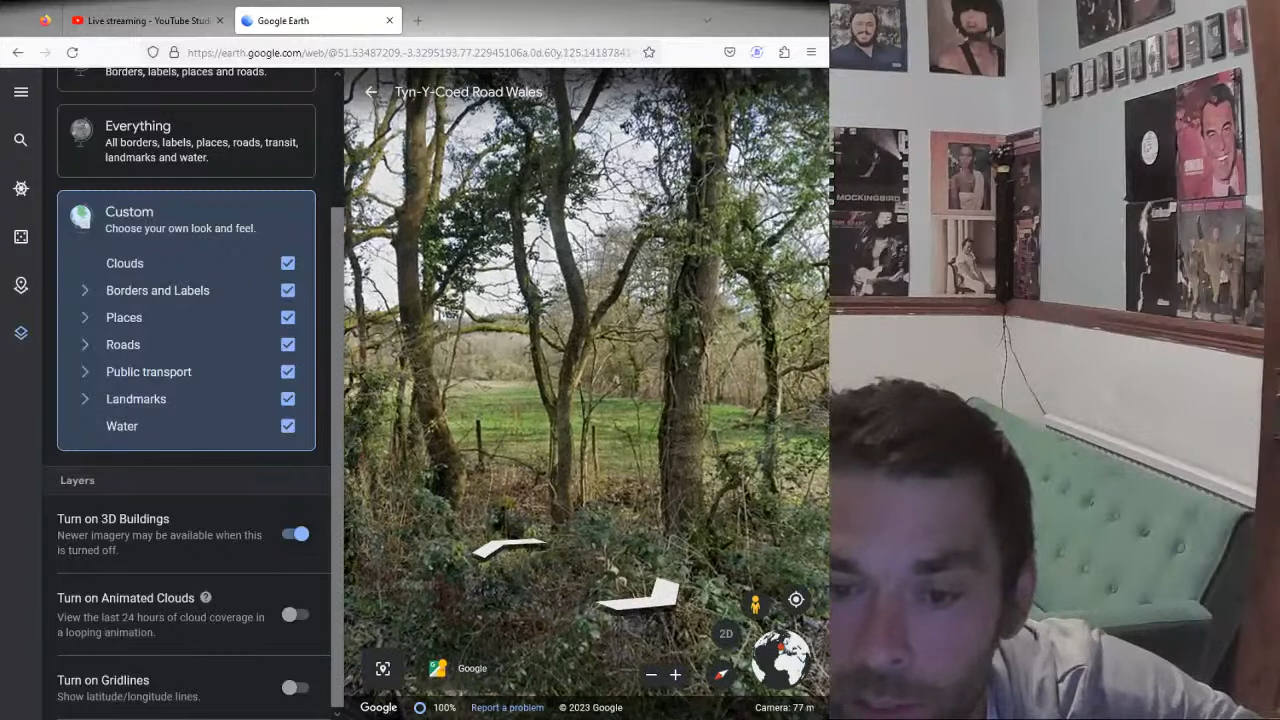 Live streaming - YouTube Stud
Google Earth
https://earth.google.com/web/@51.53487209,-3.3295193,77.22945106a,0d,60y,125.14187841
Borders, labels, places and roads.
Everything
All borders, labels, places, roads, transit,
landmarks and water.
Custom
Choose your own look and feel.
Clouds
Borders and Labels
Places
Roads
Public transport
Landmarks
Water
Layers
Turn on 3D Buildings
Newer imagery may be available when this
is turned off.
Turn on Animated Clouds
View the last 24 hours of cloud coverage in
a looping animation.
Turn on Gridlines
Show latitude/longitude lines.
Tyn-Y-Coed Road Wales
2D
Google
Google
100%
Report a problem
© 2023 Google
Camera: 77 m
MOCKINGBIRD